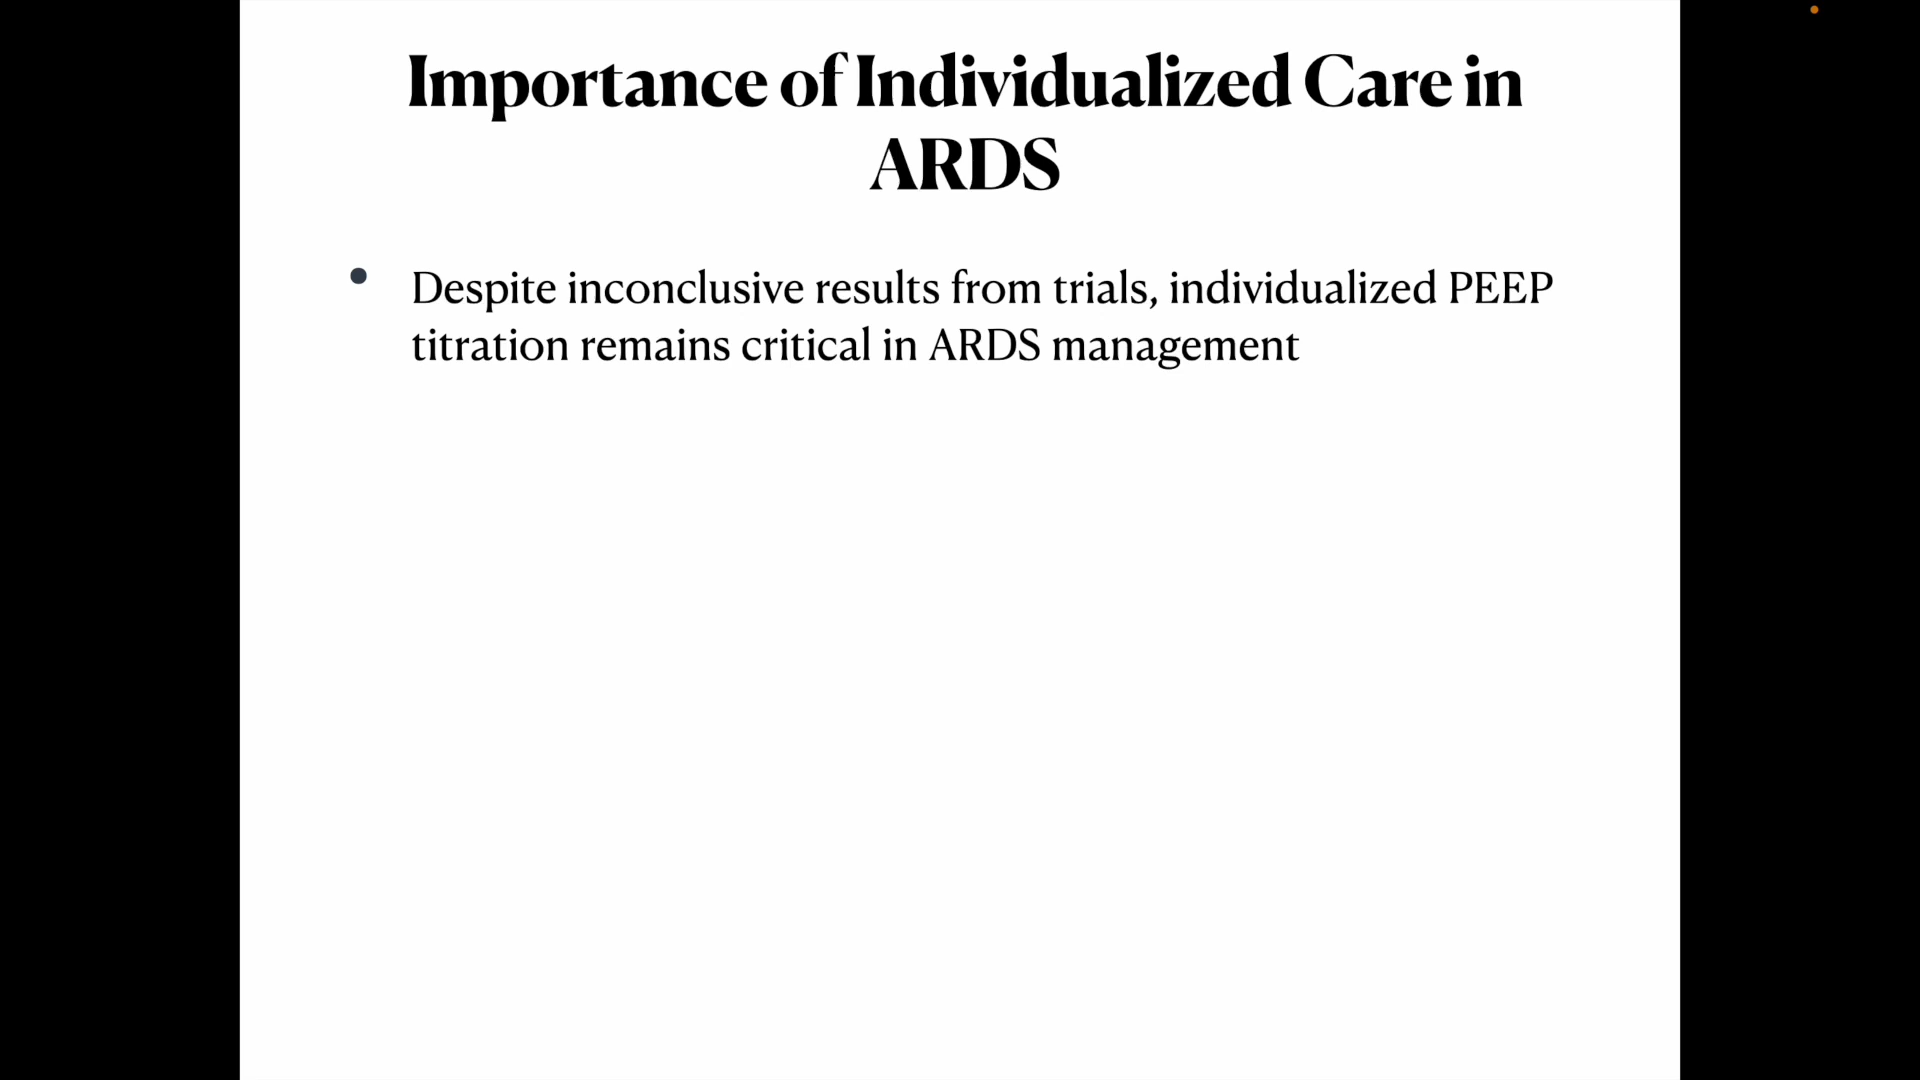 Importance of Individualized Care in
ARDS
• Despite inconclusive results from trials, individualized PEEP
titration remains critical in ARDS management